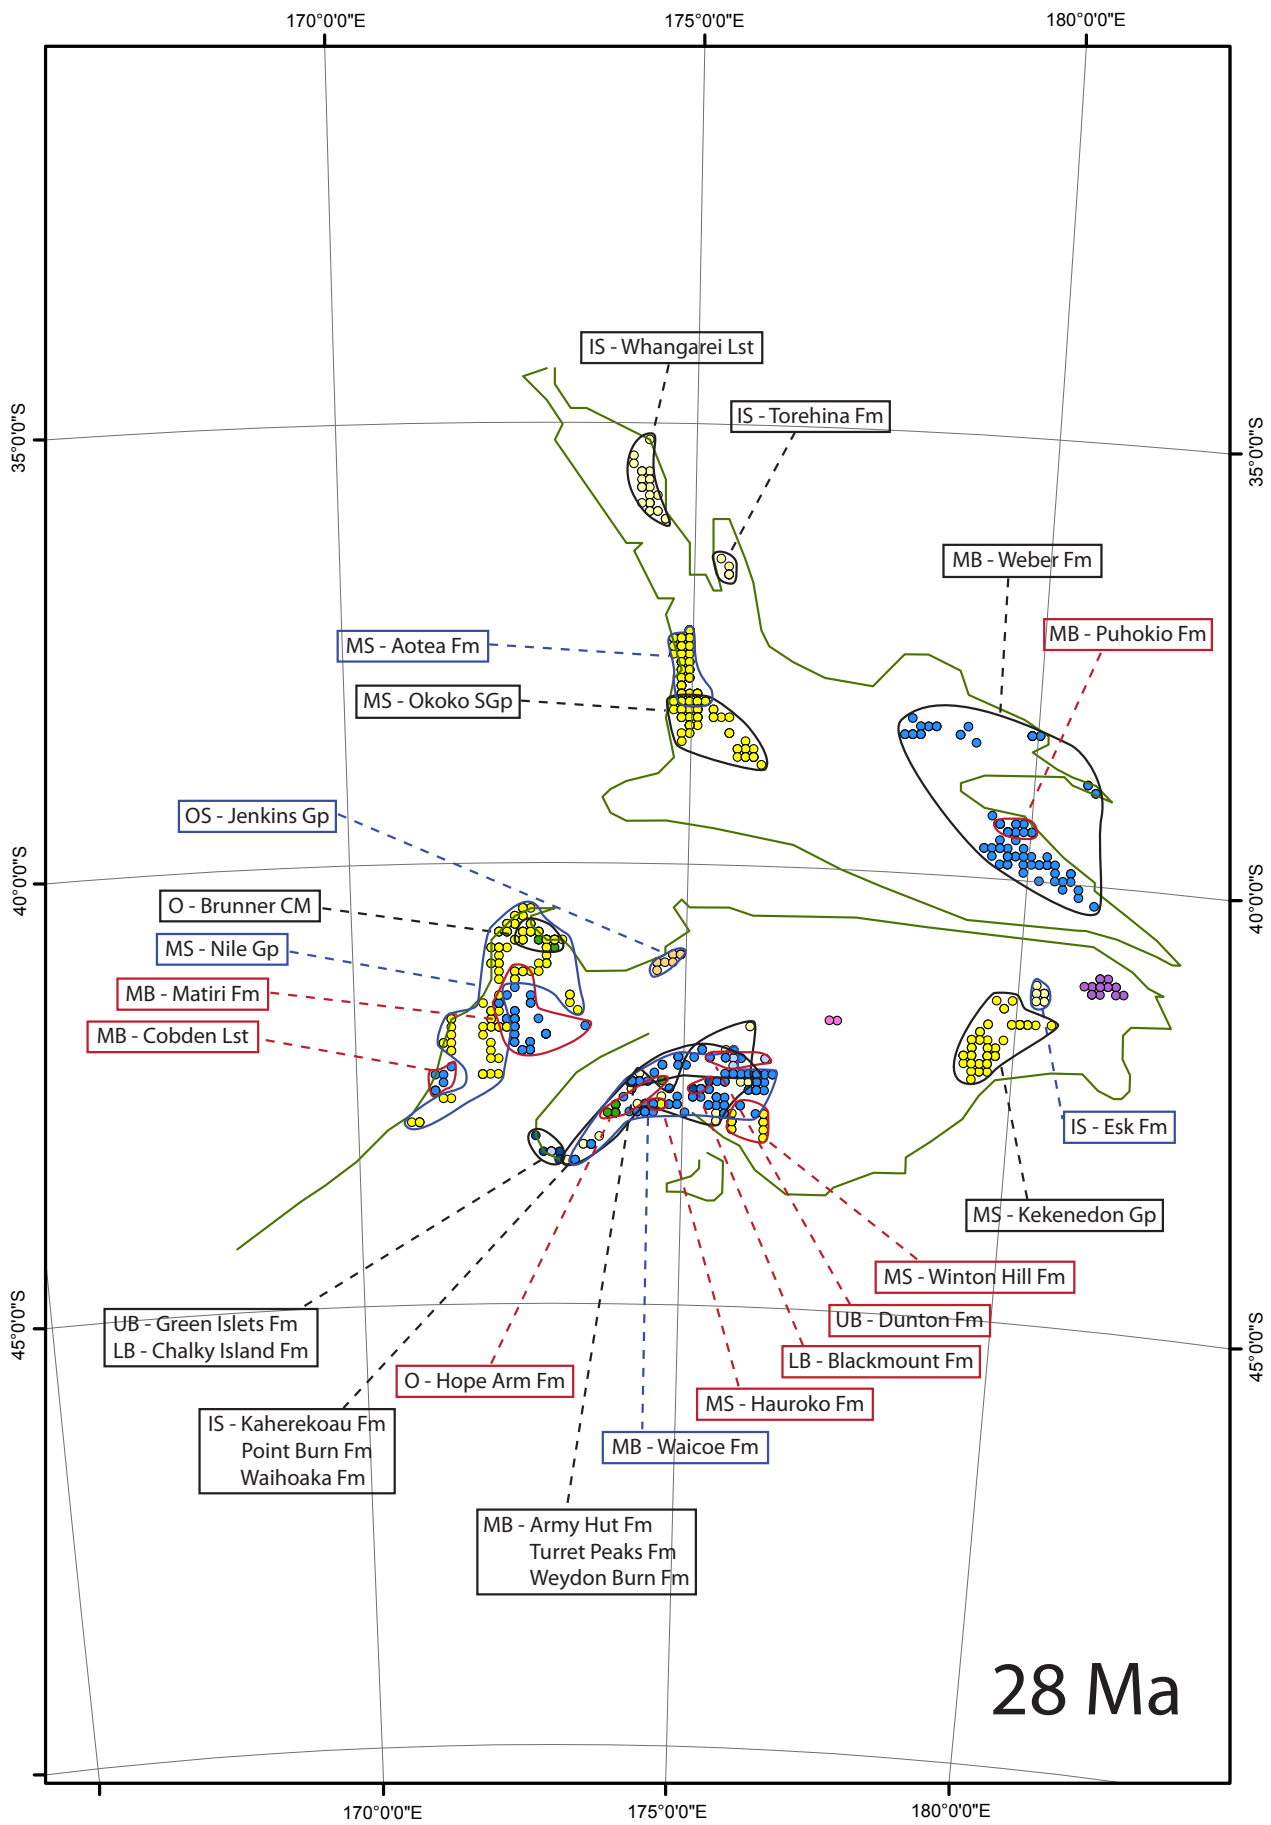 170°0'0"E
175°0'0"E
180°0'0"E
IS - Whangarei Lst
IS - Torehina Fm
35°0'0"S
35°0'0"S
MB - Weber Fm
MB - Puhokio Fm
MS - Aotea Fm
MS - Okoko SGp
OS - Jenkins Gp
40°0'0"S
40°0'0"S
O - Brunner CM
MS - Nile Gp
MB - Matiri Fm
MB - Cobden Lst
IS - Esk Fm
MS - Kekenedon Gp
MS - Winton Hill Fm
UB - Dunton Fm
UB - Green Islets Fm
LB - Chalky Island Fm
45°0'0"S
45°0'0"S
LB - Blackmount Fm
O - Hope Arm Fm
MS - Hauroko Fm
IS - Kaherekoau Fm
Point Burn Fm
Waihoaka Fm
MB - Waicoe Fm
MB - Army Hut Fm
Turret Peaks Fm
Weydon Burn Fm
28 Ma
170°0'0"E
175°0'0"E
180°0'0"E